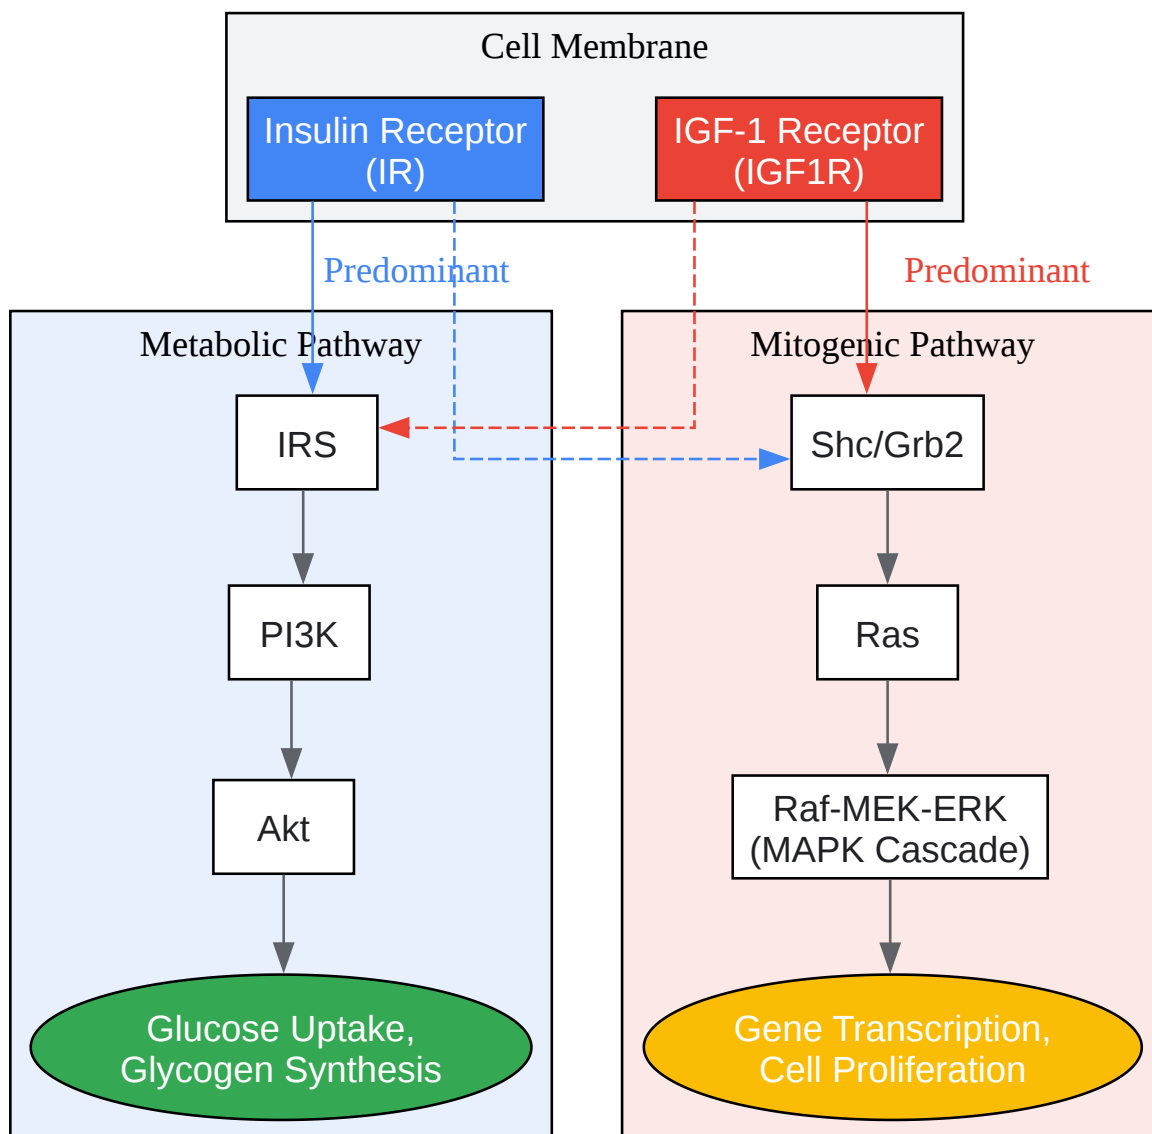 Cell Membrane
Insulin Receptor
(IR)
IGF-1 Receptor
(IGF1R)
Predominant
Predominant
Metabolic Pathway
Mitogenic Pathway
IRS
Shc/Grb2
PI3K
Ras
Akt
Raf-MEK-ERK
(MAPK Cascade)
Glucose Uptake,
Glycogen Synthesis
Gene Transcription,
Cell Proliferation